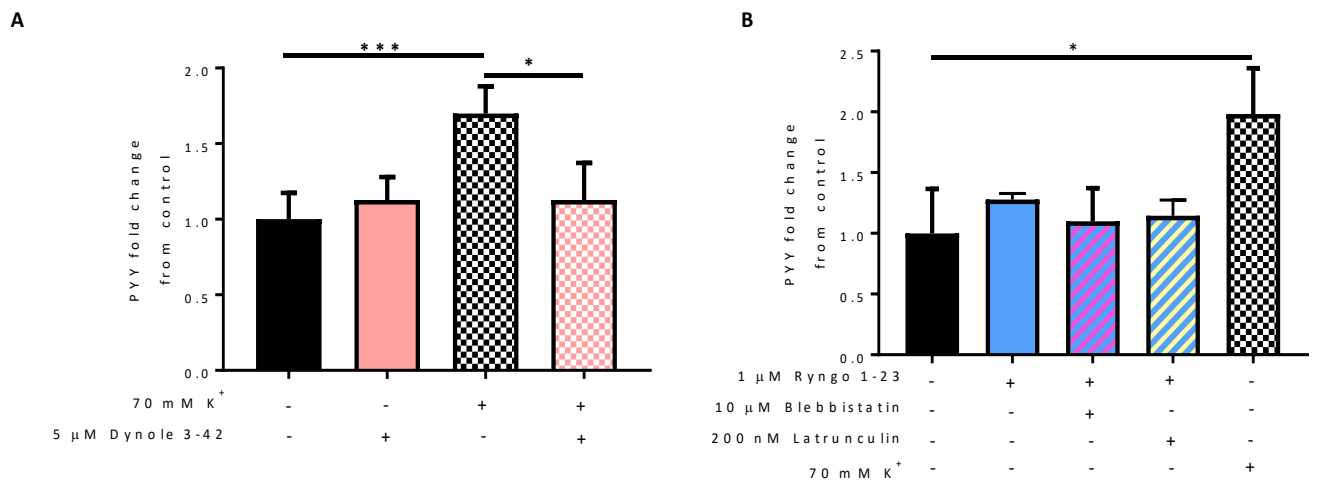 A
* * *
*
2.0
1.5
1.0
0.5
0.0
PYY fold change
from control
70 mM K+ - - + +
5 μM Dynole 3-42 - + - +
B
*
2.5
2.0
1.5
1.0
0.5
0.0
PYY fold change
from control
1 μM Ryngo 1-23 - + + + -
10 μM Blebbistatin - - + - -
200 nM Latrunculin - - - + -
70 mM K+ - - - - +